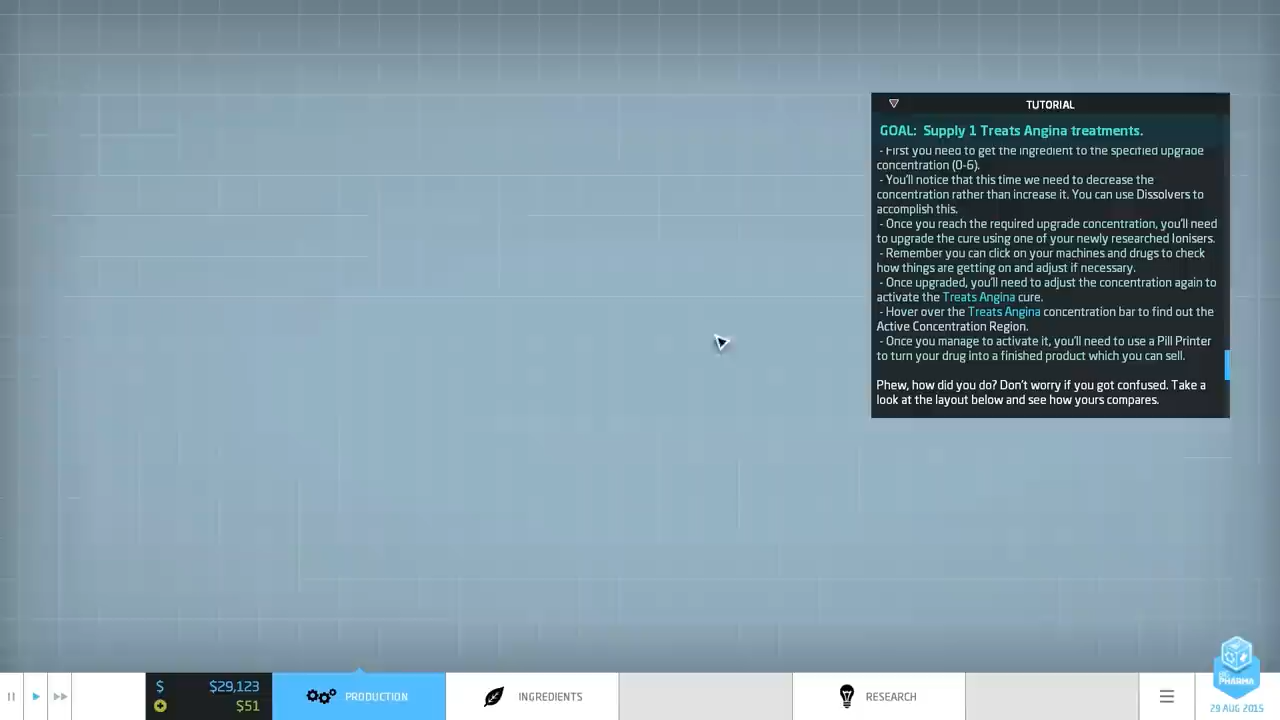 TUTORIAL
GOAL: Supply 1 Treats Angina treatments.
- First you need to get the ingredient to the specified upgrade
concentration (0-6).
- You'll notice that this time we need to decrease the
concentration rather than increase it. You can use Dissolvers to
accomplish this.
- Once you reach the required upgrade concentration, you'll need
to upgrade the cure using one of your newly researched Ionisers.
- Remember you can click on your machines and drugs to check
how things are getting on and adjust if necessary.
- Once upgraded, you'll need to adjust the concentration again to
activate the Treats Angina cure.
- Hover over the Treats Angina concentration bar to find out the
Active Concentration Region.
- Once you manage to activate it, you'll need to use a Pill Printer
to turn your drug into a finished product which you can sell.
Phew, how did you do? Don't worry if you got confused. Take a
look at the layout below and see how yours compares.
$ $29,123
$51
PRODUCTION
INGREDIENTS
RESEARCH
BIG PHARMA
29 AUG 2015